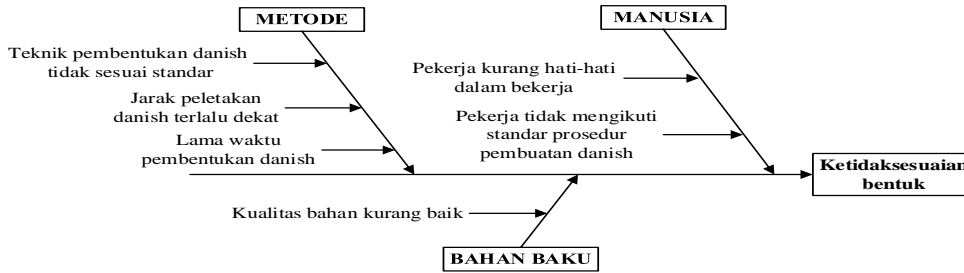 METODE
MANUSIA
Teknik pembentukan danish
tidak sesuai standar
Pekerja kurang hati-hati
dalam bekerja
Jarak peletakan
danish terlalu dekat
Pekerja tidak mengikuti
standar prosedur
pembuatan danish
Lama waktu
pembentukan danish
Ketidaksesuaian
bentuk
Kualitas bahan kurang baik
BAHAN BAKU